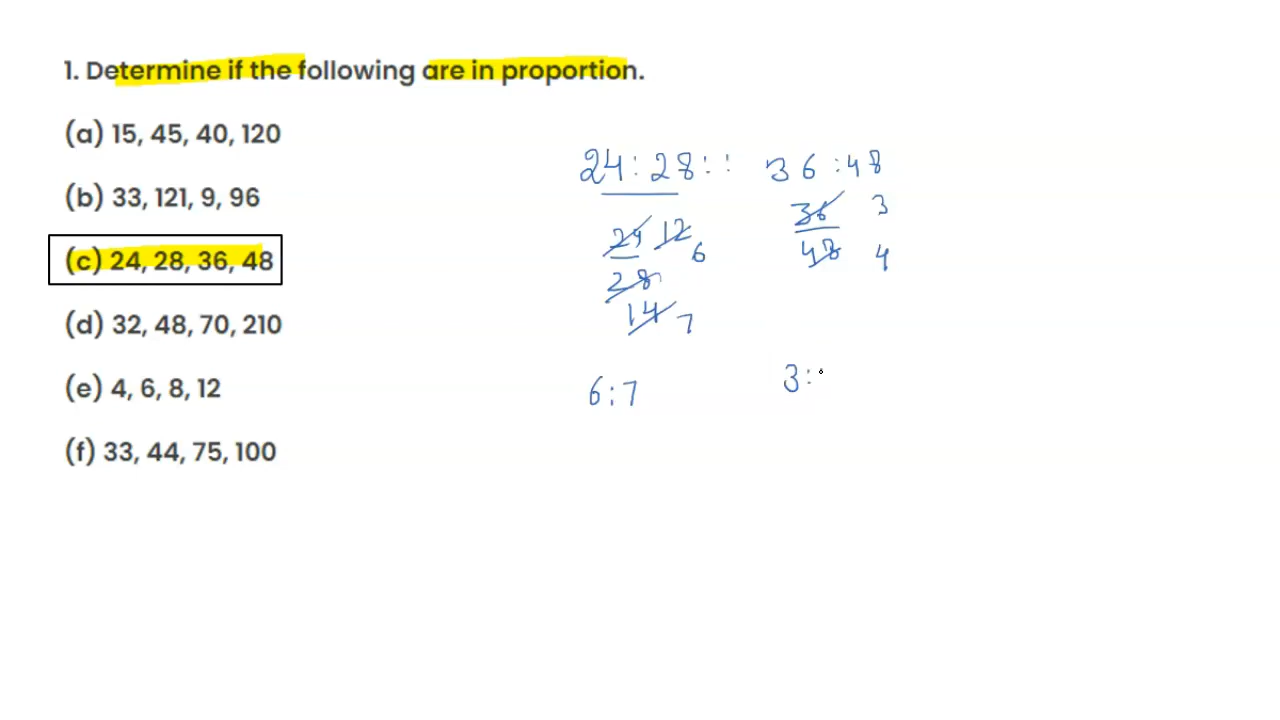 1. Determine if the following are in proportion.
(a) 15, 45, 40, 120
(b) 33, 121, 9, 96
(c) 24, 28, 36, 48
(d) 32, 48, 70, 210
(e) 4, 6, 8, 12
(f) 33, 44, 75, 100
24:28:: 36:48
24 12 6
28
14 7
36 3
48 4
6:7
3: